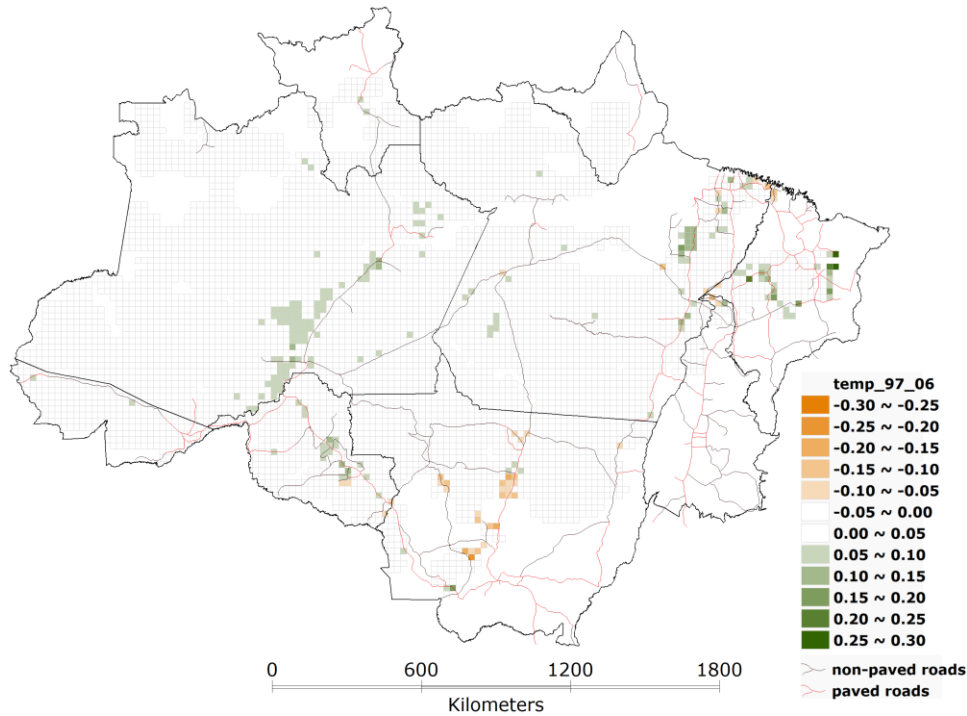 temp_97_06
-0.30 ~ -0.25
-0.25 ~ -0.20
-0.20 ~ -0.15
-0.15 ~ -0.10
-0.10 ~ -0.05
-0.05 ~ 0.00
0.00 ~ 0.05
0.05 ~ 0.10
0.10 ~ 0.15
0.15 ~ 0.20
0.20 ~ 0.25
0.25 ~ 0.30
non-paved roads
paved roads
0 600 1200 1800
Kilometers